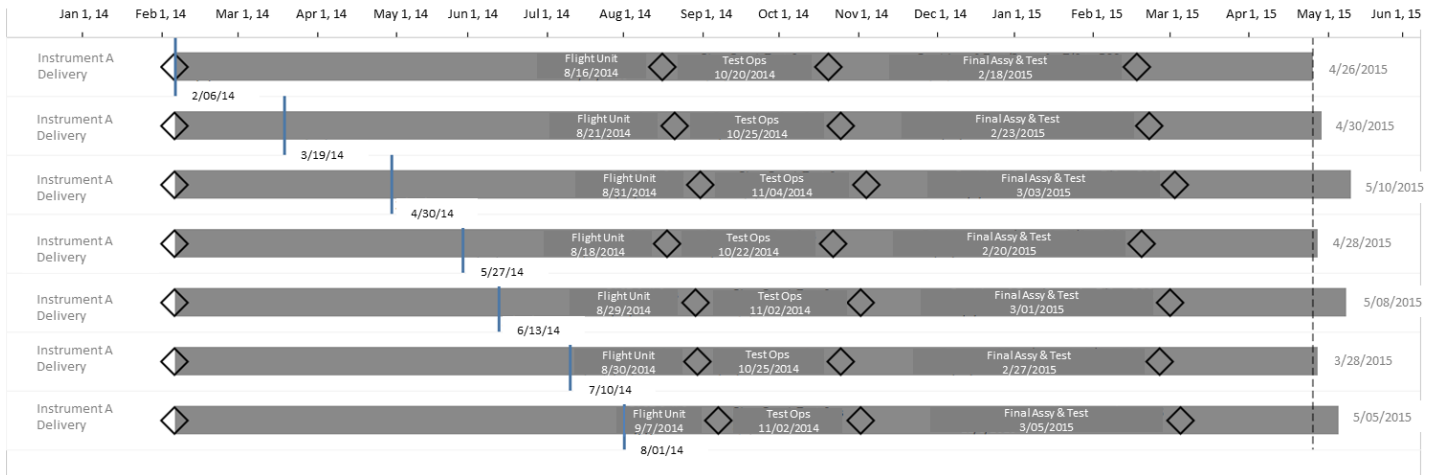 Jan 1, 14 Feb 1, 14 Mar 1, 14 Apr 1, 14 May 1, 14 Jun 1, 14 Jul 1, 14 Aug 1, 14 Sep 1, 14 Oct 1, 14 Nov 1, 14 Dec 1, 14 Jan 1, 15 Feb 1, 15 Mar 1, 15 Apr 1, 15 May 1, 15 Jun 1, 15
Instrument A
Delivery
Flight Unit
8/16/2014
Test Ops
10/20/2014
Final Assy & Test
2/18/2015
4/26/2015
2/06/14
Instrument A
Delivery
Flight Unit
8/21/2014
Test Ops
10/25/2014
Final Assy & Test
2/23/2015
4/30/2015
3/19/14
Instrument A
Delivery
Flight Unit
8/31/2014
Test Ops
11/04/2014
Final Assy & Test
3/03/2015
5/10/2015
4/30/14
Instrument A
Delivery
Flight Unit
8/18/2014
Test Ops
10/22/2014
Final Assy & Test
2/20/2015
4/28/2015
5/27/14
Instrument A
Delivery
Flight Unit
8/29/2014
Test Ops
11/02/2014
Final Assy & Test
3/01/2015
5/08/2015
6/13/14
Instrument A
Delivery
Flight Unit
8/30/2014
Test Ops
10/25/2014
Final Assy & Test
2/27/2015
3/28/2015
7/10/14
Instrument A
Delivery
Flight Unit
9/7/2014
Test Ops
11/02/2014
Final Assy & Test
3/05/2015
5/05/2015
8/01/14